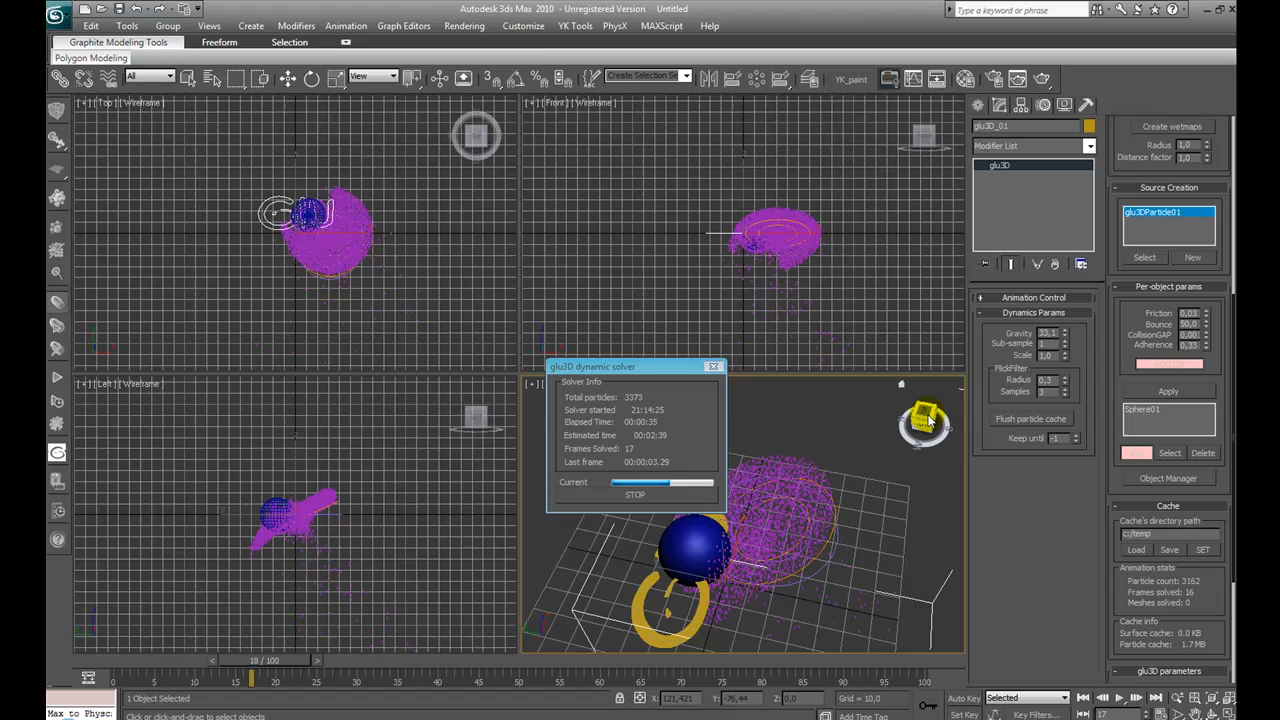 Autodesk 3ds Max 2010 - Unregistered Version Untitled
Type a keyword or phrase
Edit Tools Group Views Create Modifiers Animation Graph Editors Rendering Customize YK Tools PhysX MAXScript Help
Graphite Modeling Tools Freeform Selection
Polygon Modeling
All View Create Selection Se YK_paint
[ + ] [ Top ] [ Wireframe ]
[ + ] [ Front ] [ Wireframe ]
[ + ] [ Left ] [ Wireframe ]
glu3D_01
Modifier List
glu3D
Animation Control
Dynamics Params
Gravity 33,1
Sub-sample 1
Scale 1,0
FlickFilter
Radius 0,3
Samples 3
Flush particle cache
Keep until -1
Create wetmaps
Radius 1,0
Distance factor 1,0
Source Creation
glu3DParticle01
Select New
Per-object params
Friction 0,03
Bounce 50,0
CollisionGAP 0,00
Adherence 0,33
Apply
Sphere01
Select Delete
Object Manager
Cache
Cache's directory path
c:/temp
Load Save SET
Animation stats
Particle count: 3162
Frames solved: 16
Meshes solved: 0
Cache info
Surface cache: 0.0 KB
Particle cache: 1.7 MB
glu3D parameters
glu3D dynamic solver
Solver Info
Total particles: 3373
Solver started 21:14:25
Elapsed Time: 00:00:35
Estimated time 00:02:39
Frames Solved: 17
Last frame 00:00:03.29
Current
STOP
18 / 100
0 5 10 15 20 25 30 35 40 45 50 55 60 65 70 75 80 85 90 95 100
1 Object Selected X: 121,421 Y: -76,44 Z: 0,0 Grid = 10,0 Auto Key Selected
Max to Physc Click or click-and-drag to select objects Add Time Tag Set Key Key Filters... 17